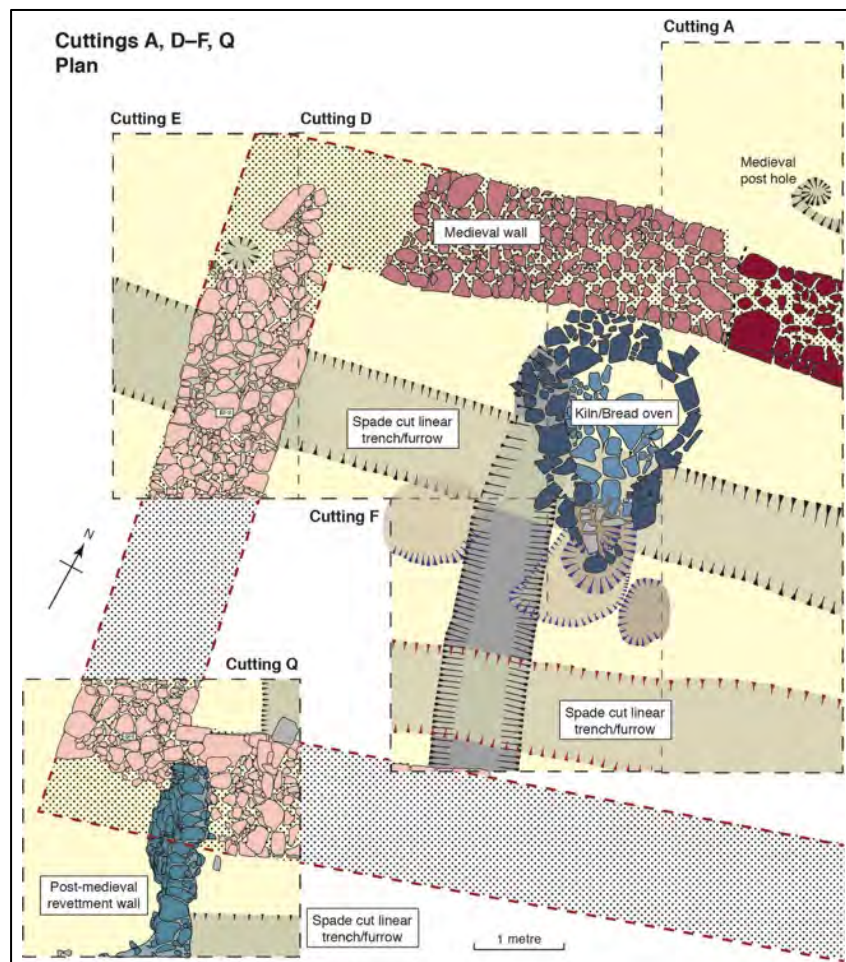 Cuttings A, D–F, Q
Plan
Cutting A
Cutting E
Cutting D
Medieval
post hole
Medieval wall
Kiln/Bread oven
Spade cut linear
trench/furrow
Cutting F
N
Cutting Q
Spade cut linear
trench/furrow
Post-medieval
revettment wall
Spade cut linear
trench/furrow
1 metre